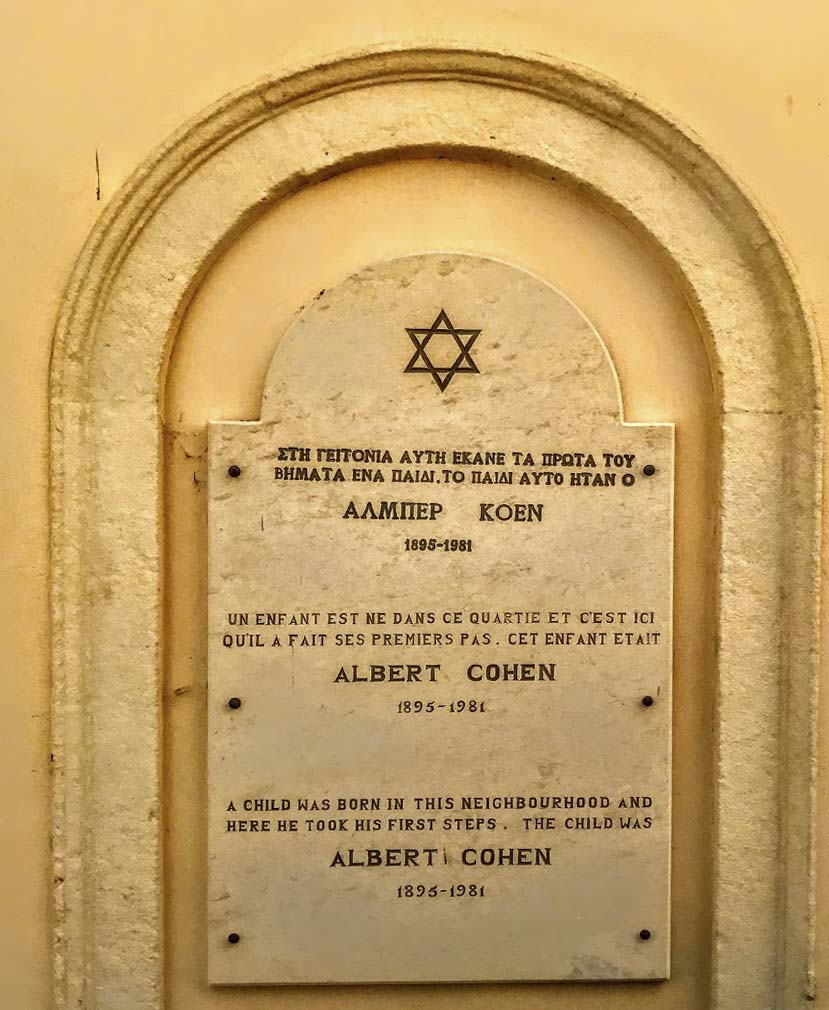 ΣΤΗ ΓΕΙΤΟΝΙΑ ΑΥΤΗ ΕΚΑΝΕ ΤΑ ΠΡΩΤΑ ΤΟΥ
ΒΗΜΑΤΑ ΕΝΑ ΠΑΙΔΙ.ΤΟ ΠΑΙΔΙ ΑΥΤΟ ΗΤΑΝ Ο
ΑΛΜΠΕΡ ΚΟΕΝ
1895-1981
UN ENFANT EST NE DANS CE QUARTIE ET C'EST ICI
QU'IL A FAIT SES PREMIERS PAS. CET ENFANT ETAIT
ALBERT COHEN
1895-1981
A CHILD WAS BORN IN THIS NEIGHBOURHOOD AND
HERE HE TOOK HIS FIRST STEPS. THE CHILD WAS
ALBERT COHEN
1895-1981